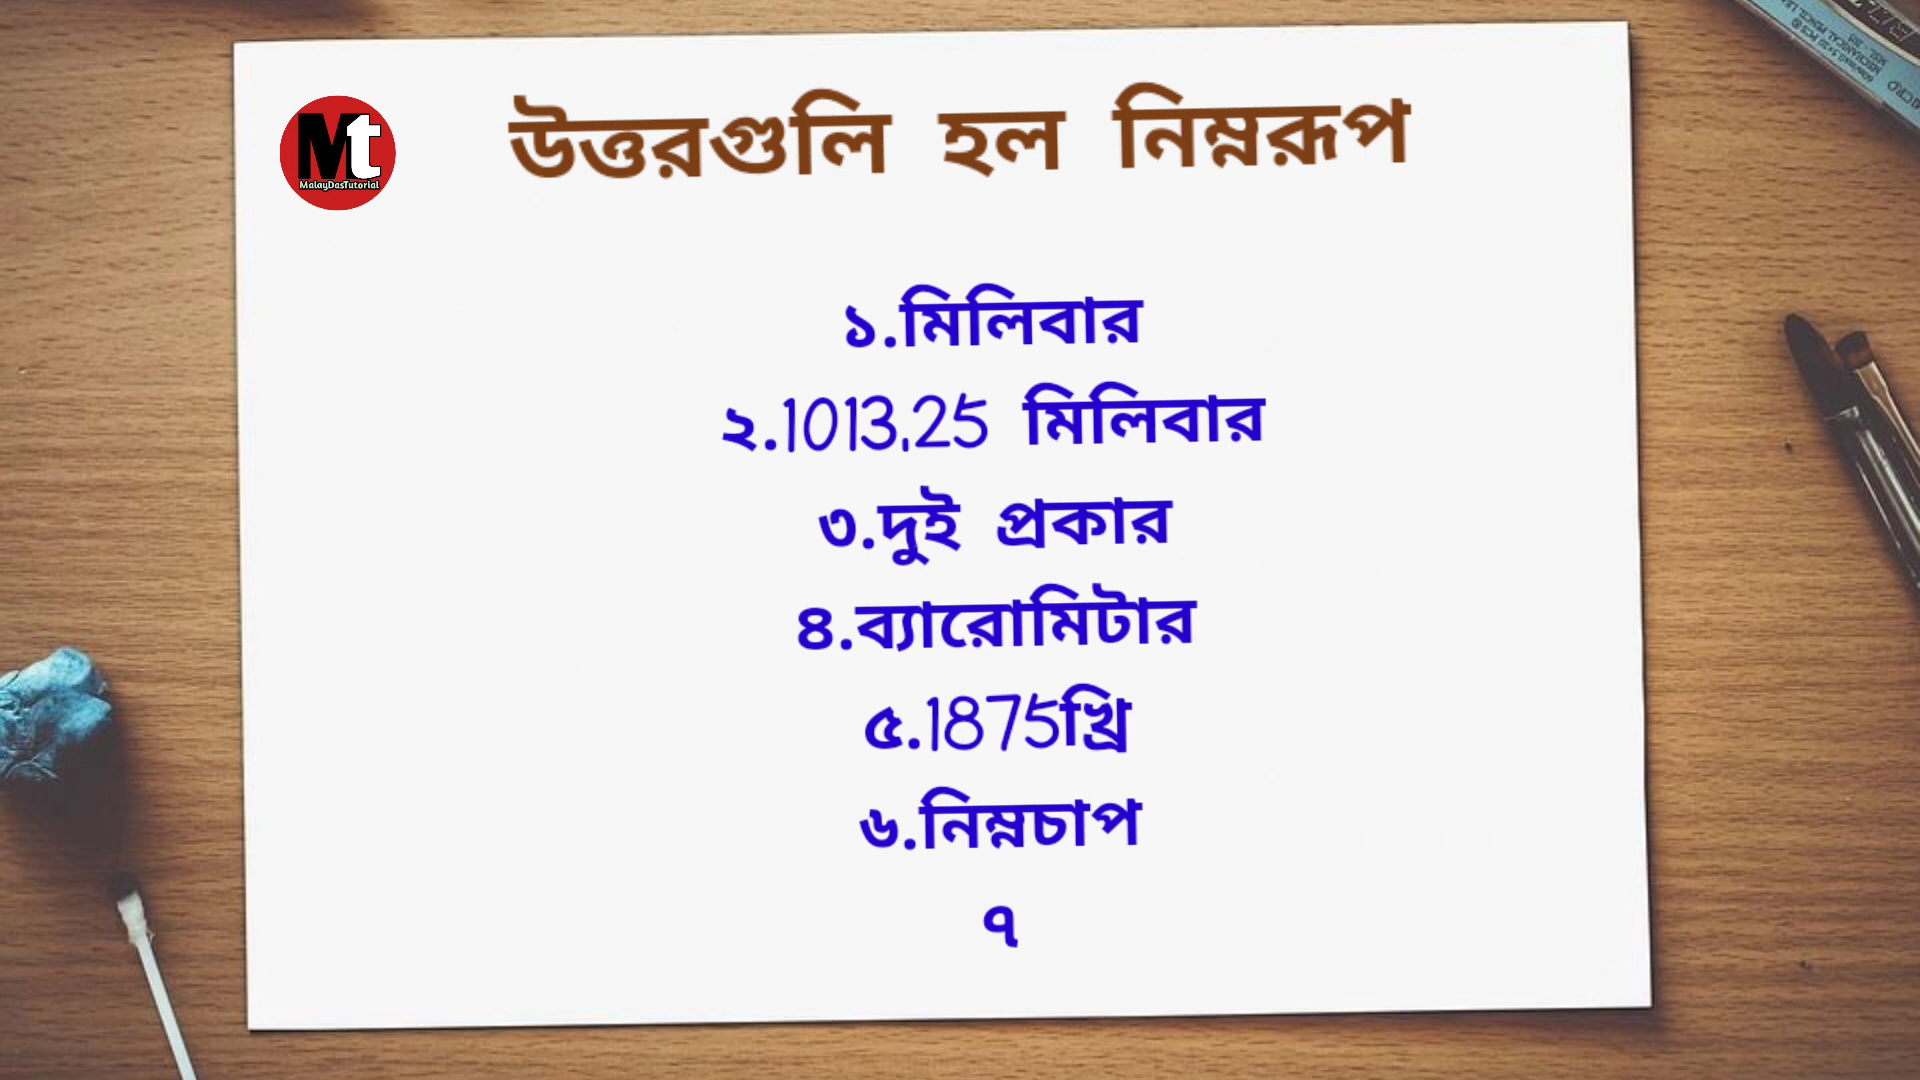 Mt
MalayDasTutorial
উত্তরগুলি হল নিম্নরূপ
১.মিলিবার
২.1013.25 মিলিবার
৩.দুই প্রকার
৪.ব্যারোমিটার
৫.1875খ্রি
৬.নিম্নচাপ
৭